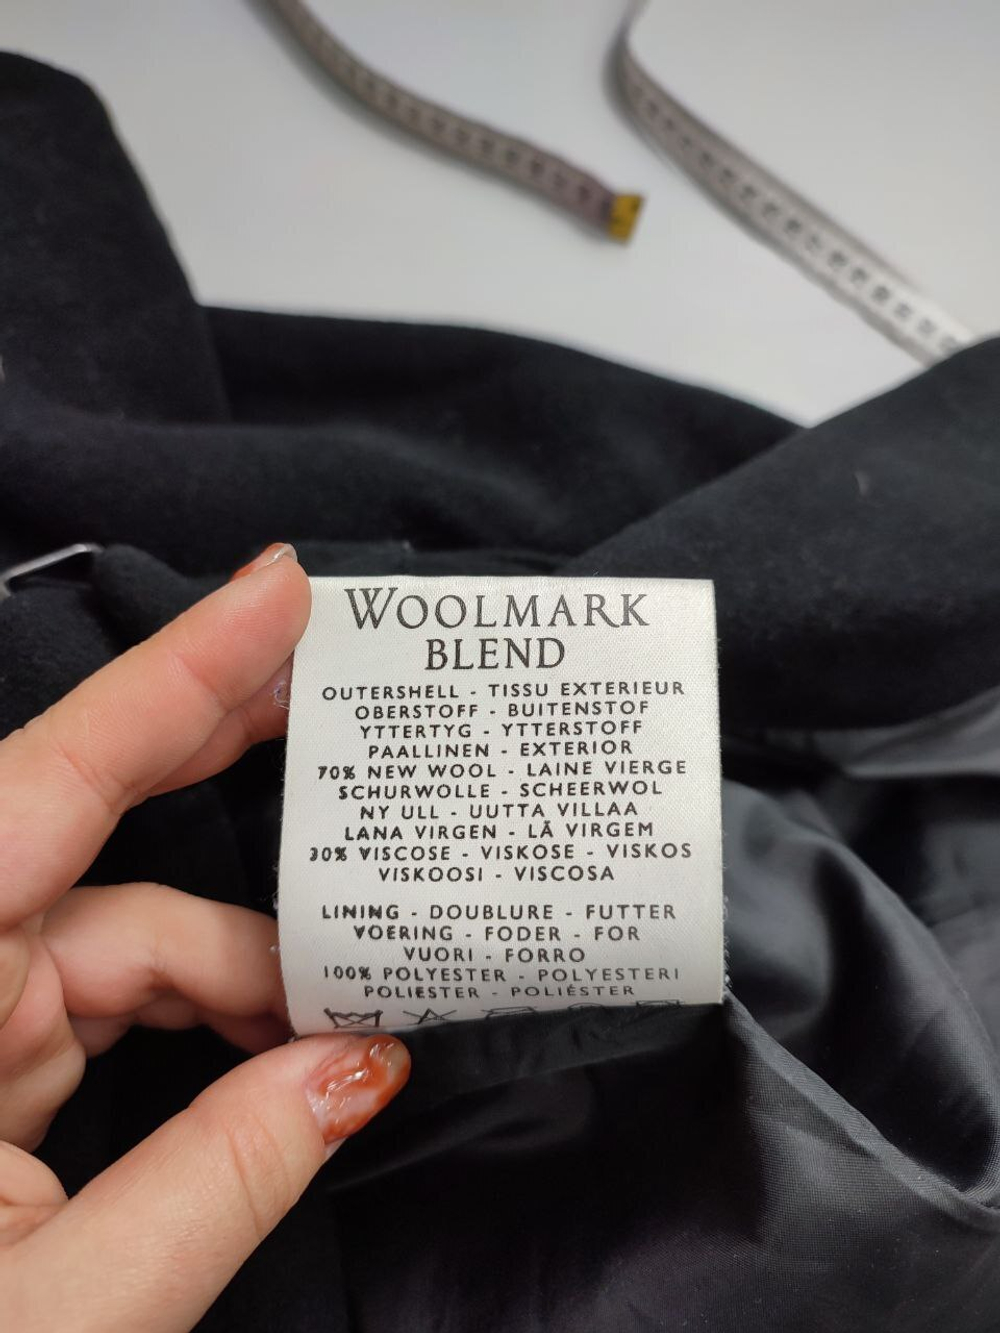 WOOLMARK
BLEND
OUTERSHELL - TISSU EXTERIEUR
OBERSTOFF - BUITENSTOF
YTTERTYG - YTTERSTOFF
PAALLINEN - EXTERIOR
70% NEW WOOL - LAINE VIERGE
SCHURWOLLE - SCHEERWOL
NY ULL - UUTTA VILLAA
LANA VIRGEN - LÃ VIRGEM
30% VISCOSE - VISKOSE - VISKOS
VISKOOSI - VISCOSA
LINING - DOUBLURE - FUTTER
VOERING - FODER - FOR
VUORI - FORRO
100% POLYESTER - POLYESTERI
POLIESTER - POLIÉSTER